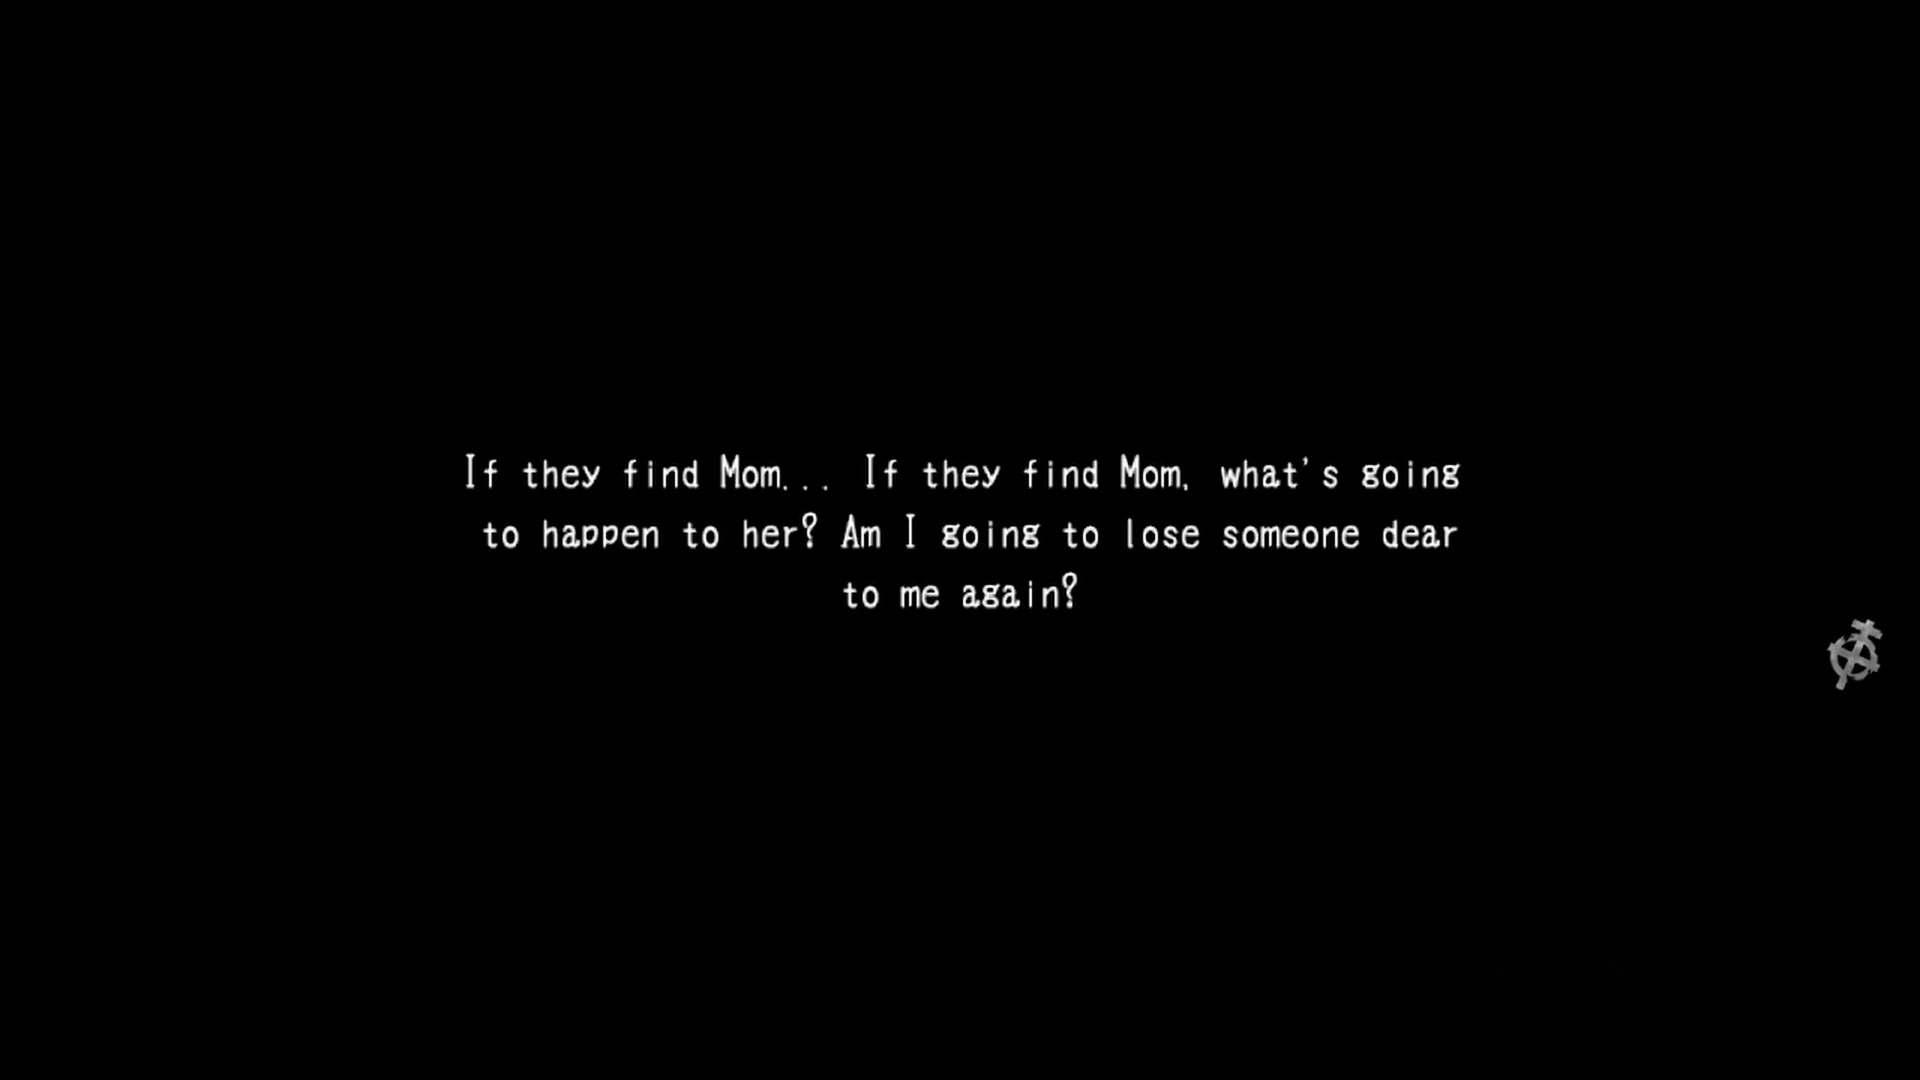 If they find Mom... If they find Mom, what's going
to happen to her? Am I going to lose someone dear
to me again?